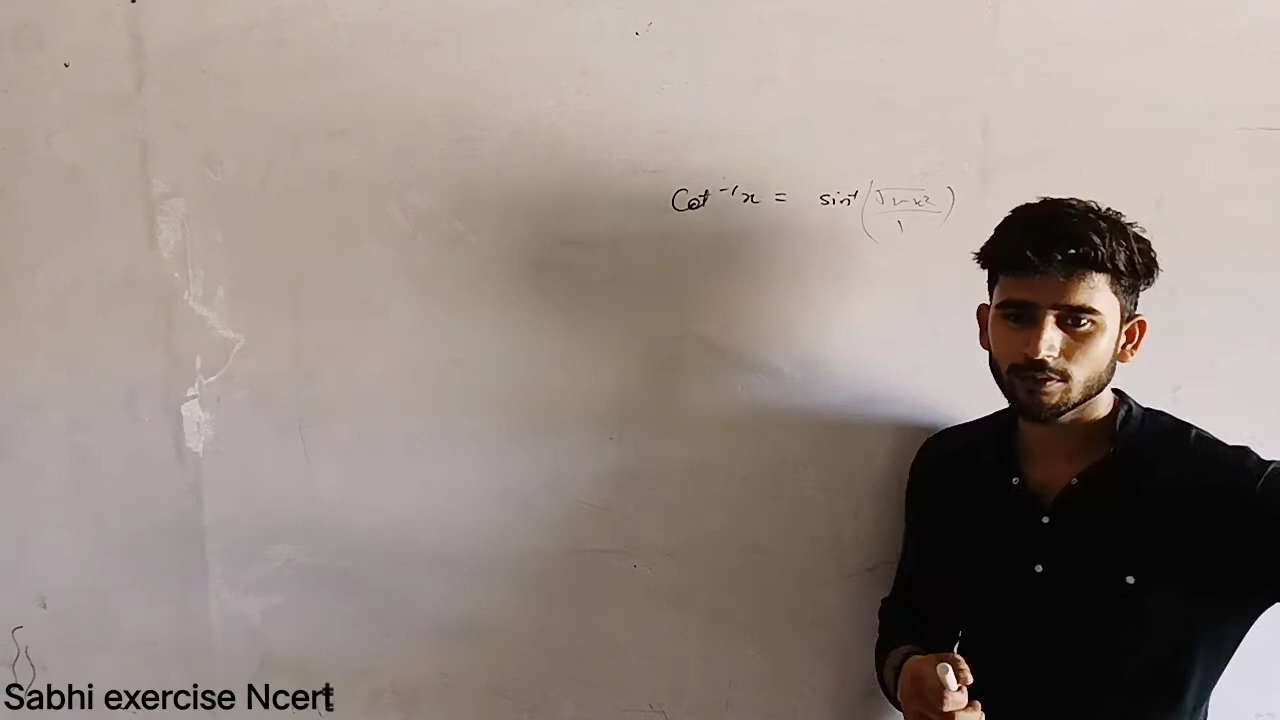 Cot⁻¹x = sin⁻¹(√1-x²/1)
Sabhi exercise Ncert